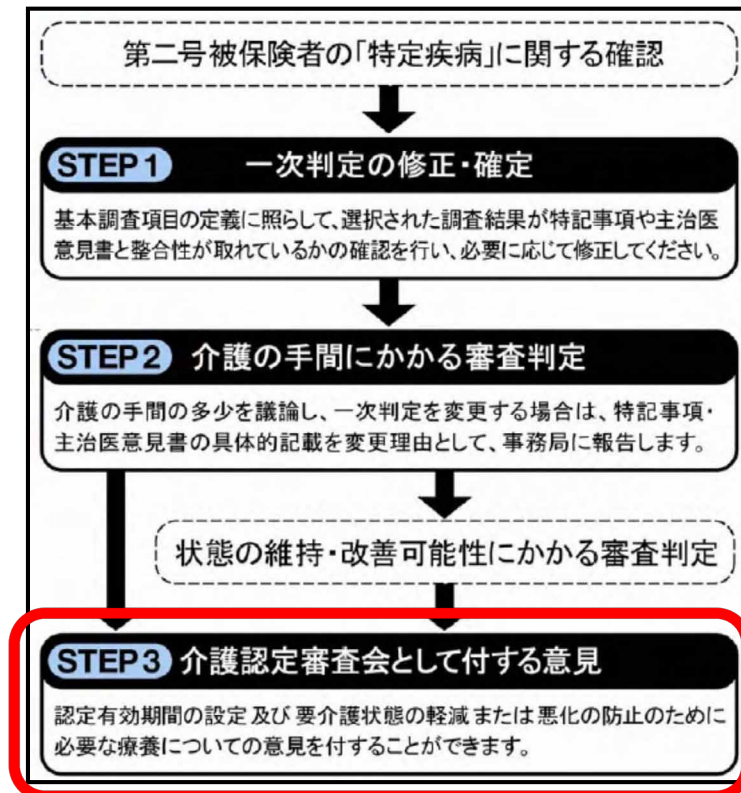 第二号被保険者の「特定疾病」に関する確認
STEP1 一次判定の修正・確定
基本調査項目の定義に照らして、選択された調査結果が特記事項や主治医
意見書と整合性が取れているかの確認を行い、必要に応じて修正してください。
STEP2 介護の手間にかかる審査判定
介護の手間の多少を議論し、一次判定を変更する場合は、特記事項・
主治医意見書の具体的記載を変更理由として、事務局に報告します。
状態の維持・改善可能性にかかる審査判定
STEP3 介護認定審査会として付する意見
認定有効期間の設定及び要介護状態の軽減または悪化の防止のために
必要な療養についての意見を付することができます。